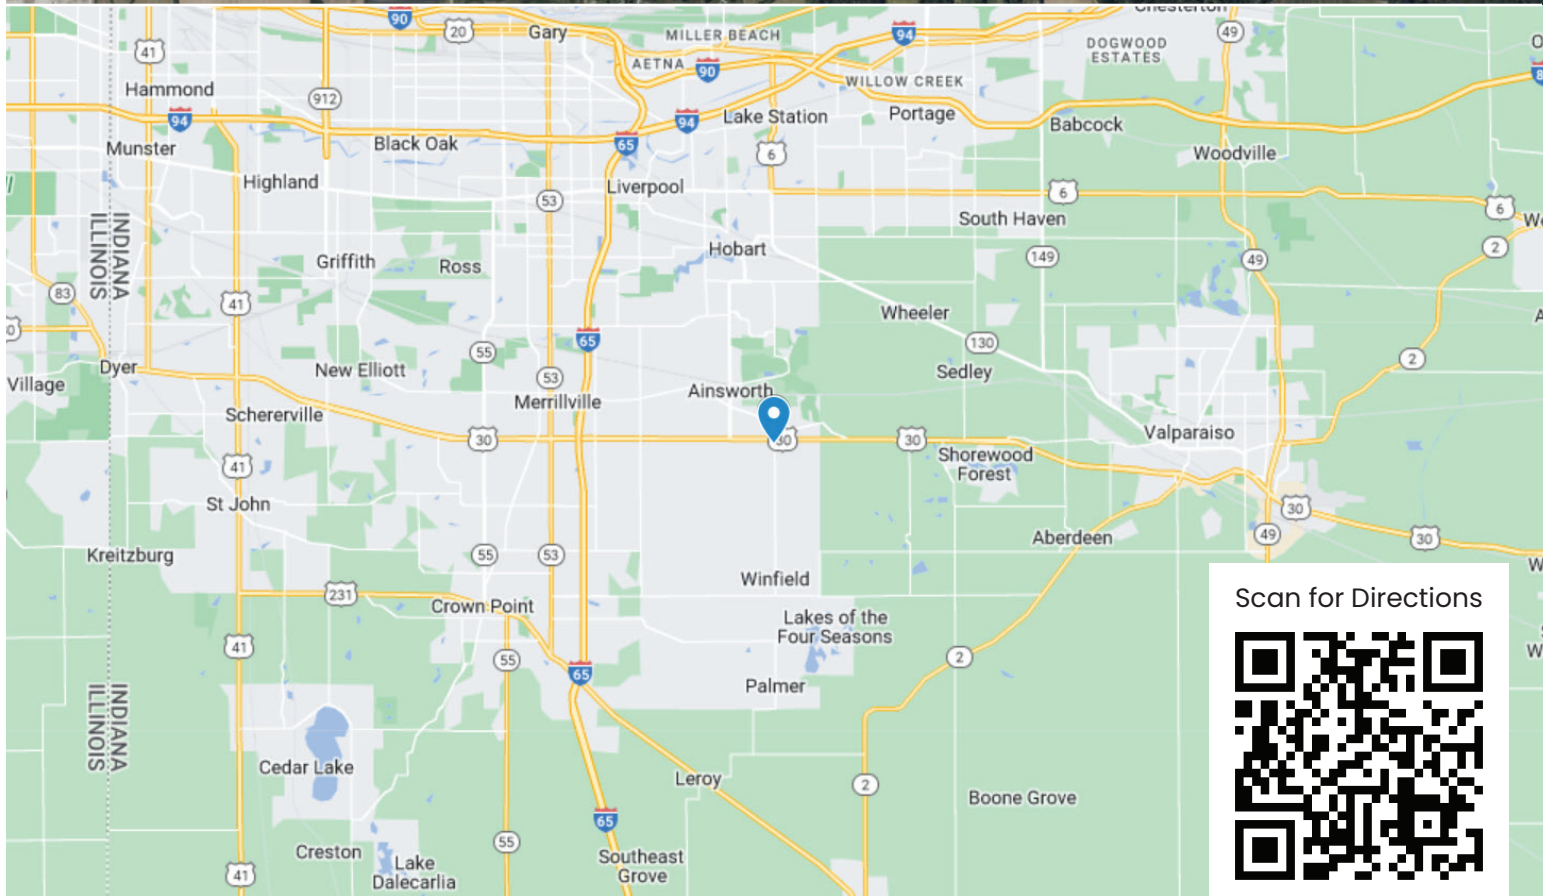 Chesterton
90
20
Gary
MILLER BEACH
94
49
41
AETNA
90
DOGWOOD
ESTATES
Hammond
912
WILLOW CREEK
94
94
Lake Station
Portage
Babcock
Munster
Black Oak
65
6
Woodville
Highland
53
Liverpool
6
6
South Haven
INDIANA
ILLINOIS
Griffith
Ross
Hobart
149
49
2
83
41
Wheeler
65
55
130
2
Dyer
New Elliott
53
Sedley
Village
Ainsworth
Schererville
Merrillville
30
30
30
Valparaiso
Shorewood
Forest
41
St John
30
49
30
Kreitzburg
55
53
Aberdeen
231
Crown Point
Winfield
Lakes of the
Four Seasons
41
55
65
2
Palmer
INDIANA
ILLINOIS
Cedar Lake
Leroy
2
Boone Grove
65
55
Creston
Lake
Dalecarlia
Southeast
Grove
41
Scan for Directions